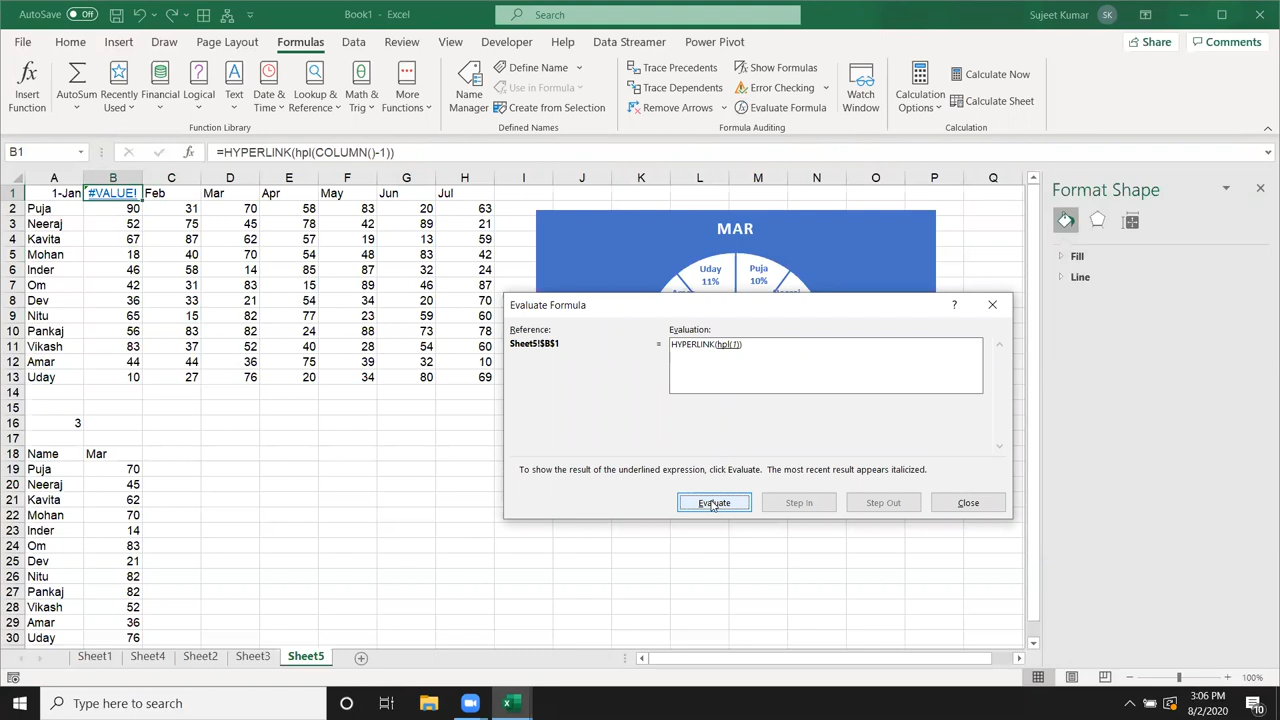 AutoSave Off Book1 - Excel Search Sujeet Kumar SK
File Home Insert Draw Page Layout Formulas Data Review View Developer Help Data Streamer Power Pivot Share Comments
Insert Function
AutoSum
Recently Used
Financial
Logical
Text
Date & Time
Lookup & Reference
Math & Trig
More Functions
Function Library
Name Manager
Define Name
Use in Formula
Create from Selection
Defined Names
Trace Precedents
Trace Dependents
Remove Arrows
Show Formulas
Error Checking
Evaluate Formula
Formula Auditing
Watch Window
Calculation Options
Calculate Now
Calculate Sheet
Calculation
B1 fx =HYPERLINK(hpl(COLUMN()-1))
A B C D E F G H I J K L M N O P Q
1 1-Jan #VALUE! Feb Mar Apr May Jun Jul
2 Puja 90 31 70 58 83 20 63
3 Neeraj 52 75 45 78 42 89 21
4 Kavita 67 87 62 57 19 13 59
5 Mohan 18 40 70 54 48 83 42
6 Inder 46 58 14 85 87 32 24
7 Om 42 31 83 15 89 46 87
8 Dev 36 33 21 54 34 20 70
9 Nitu 65 15 82 77 23 59 60
10 Pankaj 56 83 82 24 88 73 78
11 Vikash 83 37 52 40 28 54 60
12 Amar 44 44 36 75 39 32 10
13 Uday 10 27 76 20 34 80 69
14
15
16 3
17
18 Name Mar
19 Puja 70
20 Neeraj 45
21 Kavita 62
22 Mohan 70
23 Inder 14
24 Om 83
25 Dev 21
26 Nitu 82
27 Pankaj 82
28 Vikash 52
29 Amar 36
30 Uday 76
MAR
Uday 11%
Puja 10%
Evaluate Formula ?
Reference: Evaluation:
Sheet5!$B$1 = HYPERLINK(hpl(1))
To show the result of the underlined expression, click Evaluate. The most recent result appears italicized.
Evaluate Step In Step Out Close
Format Shape
Fill
Line
Sheet1 Sheet4 Sheet2 Sheet3 Sheet5
100%
Type here to search
3:06 PM
8/2/2020
10